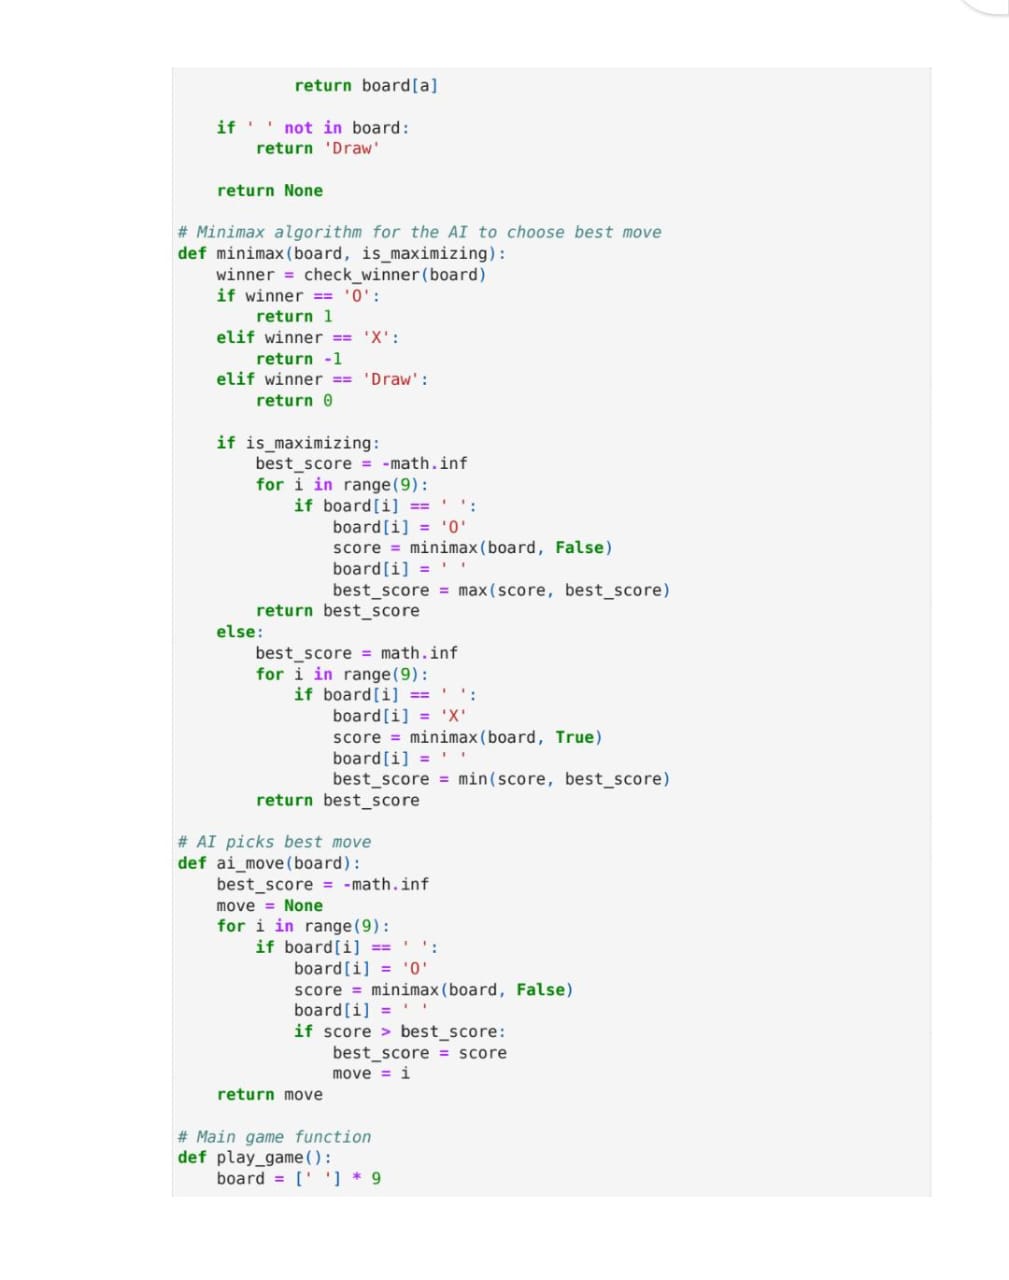 return board[a]

    if ' ' not in board:
        return 'Draw'

    return None

# Minimax algorithm for the AI to choose best move
def minimax(board, is_maximizing):
    winner = check_winner(board)
    if winner == 'O':
        return 1
    elif winner == 'X':
        return -1
    elif winner == 'Draw':
        return 0

    if is_maximizing:
        best_score = -math.inf
        for i in range(9):
            if board[i] == ' ':
                board[i] = 'O'
                score = minimax(board, False)
                board[i] = ' '
                best_score = max(score, best_score)
        return best_score
    else:
        best_score = math.inf
        for i in range(9):
            if board[i] == ' ':
                board[i] = 'X'
                score = minimax(board, True)
                board[i] = ' '
                best_score = min(score, best_score)
        return best_score

# AI picks best move
def ai_move(board):
    best_score = -math.inf
    move = None
    for i in range(9):
        if board[i] == ' ':
            board[i] = 'O'
            score = minimax(board, False)
            board[i] = ' '
            if score > best_score:
                best_score = score
                move = i
    return move

# Main game function
def play_game():
    board = [' '] * 9